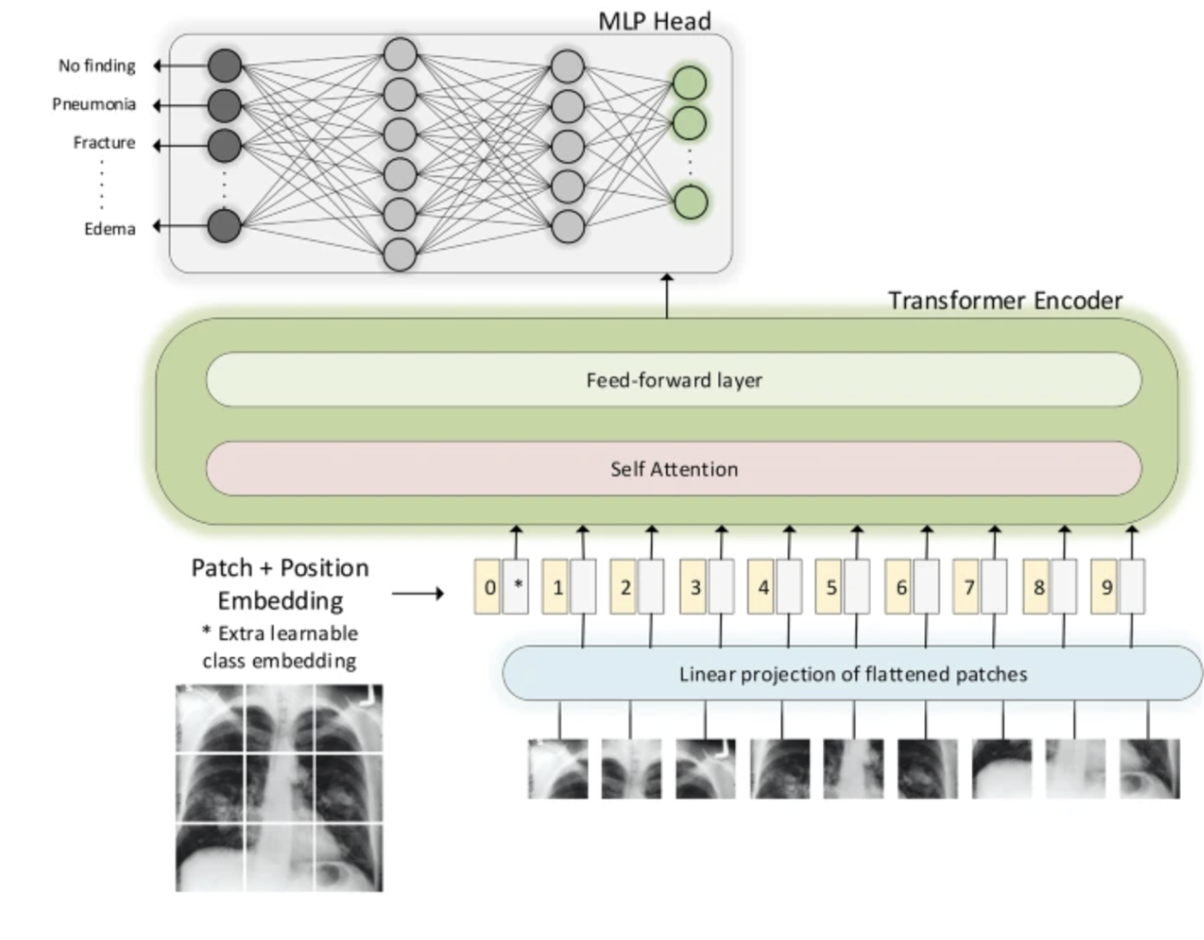 MLP Head
No finding
Pneumonia
Fracture
Edema
Transformer Encoder
Feed-forward layer
Self Attention
Patch + Position
Embedding
* Extra learnable
class embedding
0 * 1 2 3 4 5 6 7 8 9
Linear projection of flattened patches